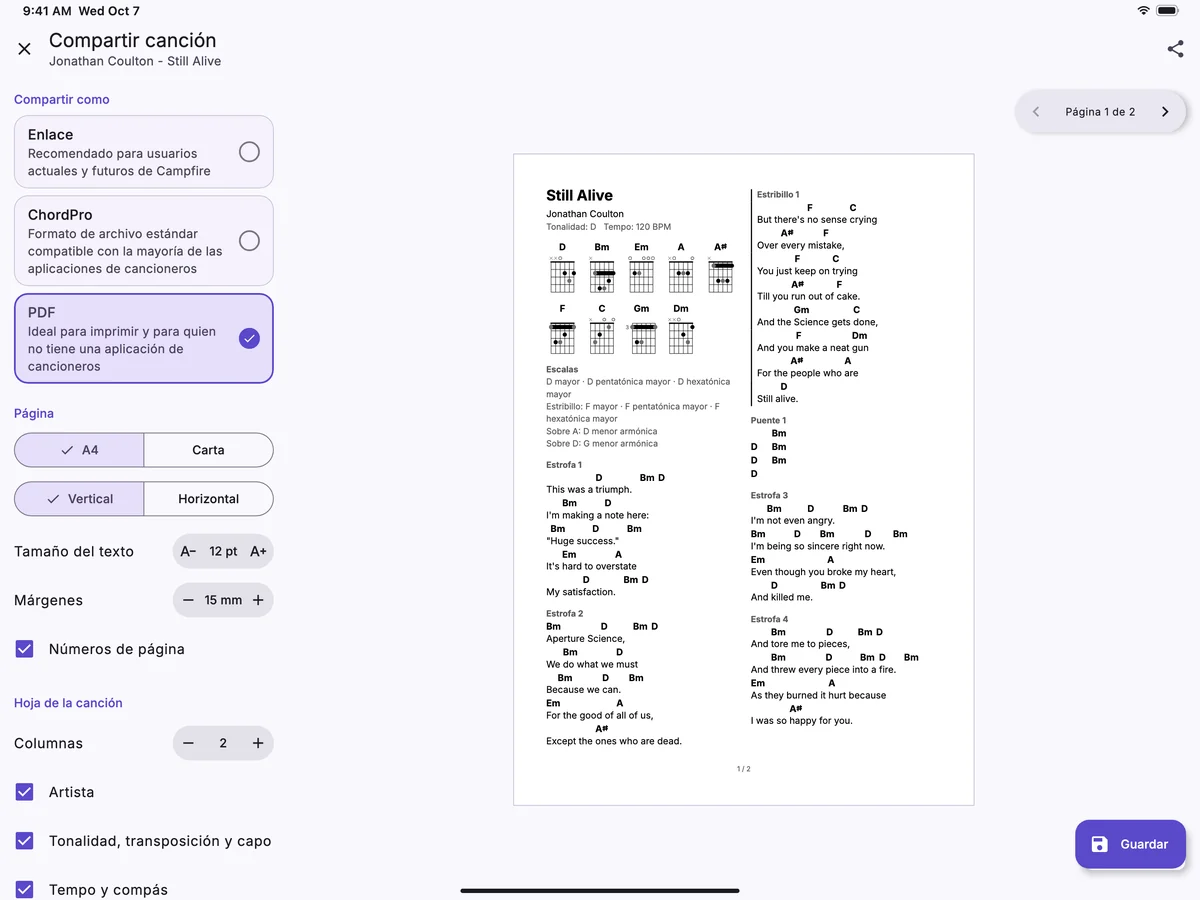 9:41 AM Wed Oct 7
Compartir canción
Jonathan Coulton - Still Alive
Compartir como
Enlace
Recomendado para usuarios
actuales y futuros de Campfire
ChordPro
Formato de archivo estándar
compatible con la mayoría de las
aplicaciones de cancioneros
PDF
Ideal para imprimir y para quien
no tiene una aplicación de
cancioneros
Página
A4 Carta
Vertical Horizontal
Tamaño del texto A- 12 pt A+
Márgenes − 15 mm +
Números de página
Hoja de la canción
Columnas − 2 +
Artista
Tonalidad, transposición y capo
Tempo y compás
Página 1 de 2
Still Alive
Jonathan Coulton
Tonalidad: D Tempo: 120 BPM
D Bm Em A A#
F C Gm Dm
3
Escalas
D mayor · D pentatónica mayor · D hexatónica
mayor
Estribillo: F mayor · F pentatónica mayor · F
hexatónica mayor
Sobre A: D menor armónica
Sobre D: G menor armónica
Estrofa 1
D Bm D
This was a triumph.
Bm D
I'm making a note here:
Bm D Bm
"Huge success."
Em A
It's hard to overstate
D Bm D
My satisfaction.
Estrofa 2
Bm D Bm D
Aperture Science,
Bm D
We do what we must
Bm D Bm
Because we can.
Em A
For the good of all of us,
A#
Except the ones who are dead.
Estribillo 1
F C
But there's no sense crying
A# F
Over every mistake,
F C
You just keep on trying
A# F
Till you run out of cake.
Gm C
And the Science gets done,
F Dm
And you make a neat gun
A# A
For the people who are
D
Still alive.
Puente 1
Bm
D Bm
D Bm
D
Estrofa 3
Bm D Bm D
I'm not even angry.
Bm D Bm D Bm
I'm being so sincere right now.
Em A
Even though you broke my heart,
D Bm D
And killed me.
Estrofa 4
Bm D Bm D
And tore me to pieces,
Bm D Bm D Bm
And threw every piece into a fire.
Em A
As they burned it hurt because
A#
I was so happy for you.
1 / 2
Guardar